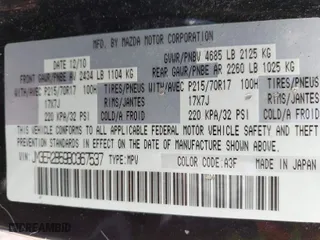 MFD. BY MAZDA MOTOR CORPORATION
DATE 12/10 GVWR/PNBV 4685 LB 2125 KG
FRONT GAWR/PNBE AV 2434 LB 1104 KG REAR GAWR/PNBE AR 2260 LB 1025 KG
WITH/AVEC P215/70R17 100H TIRES/PNEUS WITH/AVEC P215/70R17 100H TIRES/PNEUS
17X7J RIMS/JANTES 17X7J RIMS/JANTES
220 KPA/32 PSI COLD/A FROID 220 KPA/32 PSI COLD/A FROID
THIS VEHICLE CONFORMS TO ALL APPLICABLE FEDERAL MOTOR VEHICLE SAFETY AND THEFT
PREVENTION STANDARDS IN EFFECT ON THE DATE OF MANUFACTURE SHOWN ABOVE.
VIN: TYPE: MPV COLOR CODE: A3F MADE IN JAPAN